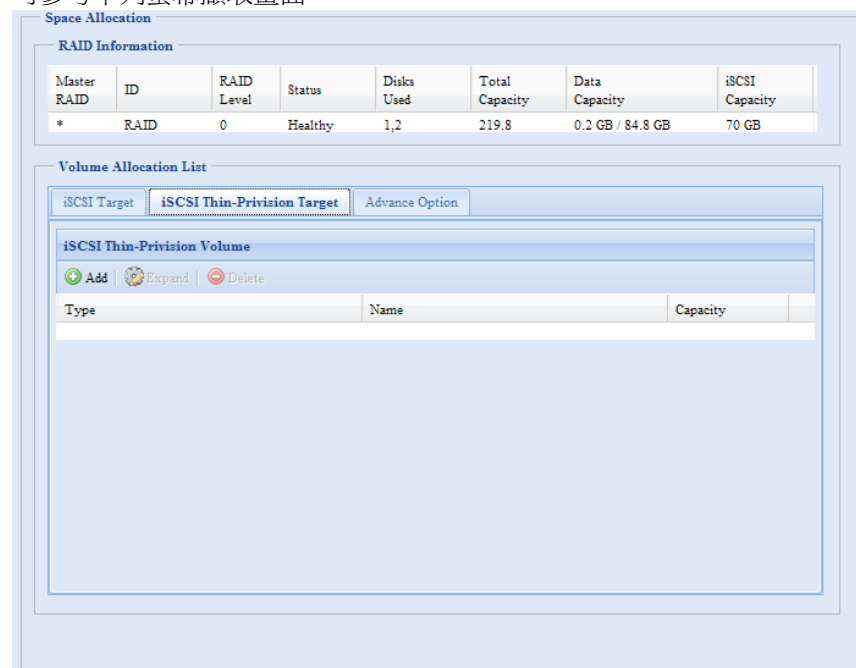 Space Allocation
RAID Information
Master RAID ID RAID Level Status Disks Used Total Capacity Data Capacity iSCSI Capacity
* RAID 0 Healthy 1,2 219.8 0.2 GB / 84.8 GB 70 GB
Volume Allocation List
iSCSI Target iSCSI Thin-Privision Target Advance Option
iSCSI Thin-Privision Volume
Add Expand Delete
Type Name Capacity